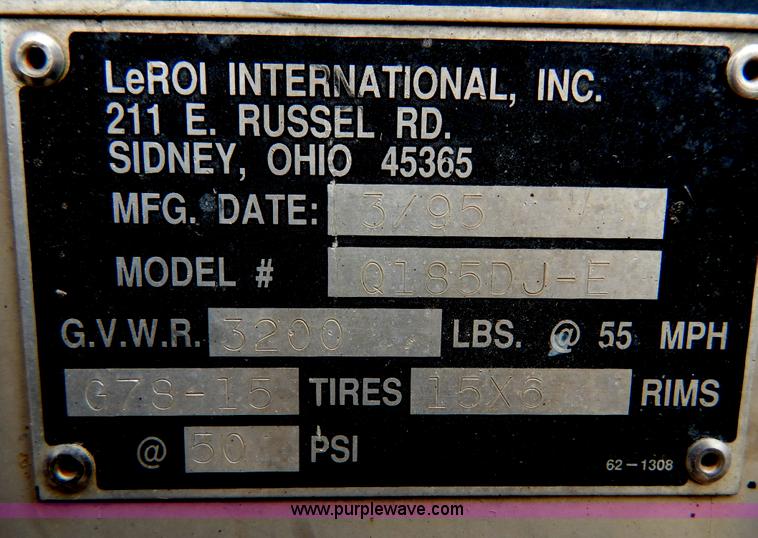 LeROI INTERNATIONAL, INC.
211 E. RUSSEL RD.
SIDNEY, OHIO 45365
MFG. DATE: 3/95
MODEL # Q185DJ-E
G.V.W.R. 3200 LBS. @ 55 MPH
G78-15 TIRES 15X6 RIMS
@ 50 PSI
62-1308
www.purplewave.com